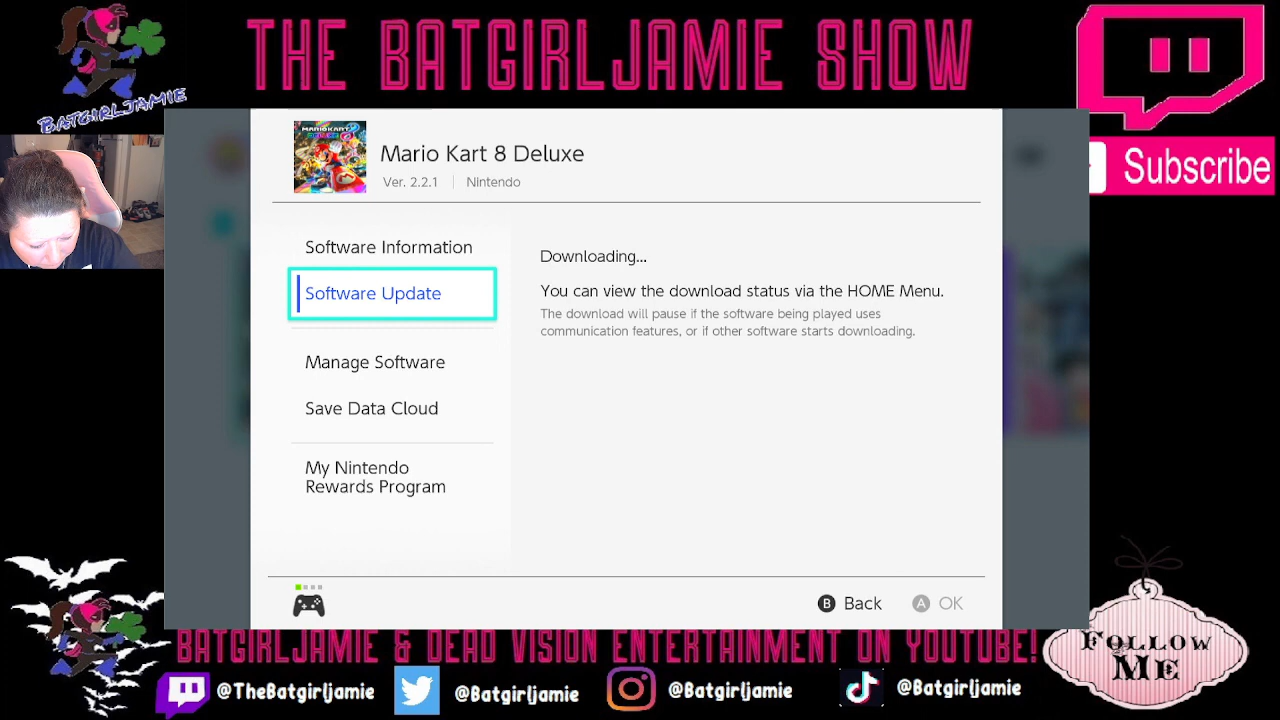 THE BATGIRLJAMIE SHOW
BATGIRLJAMIE
Subscribe
MARIOKART 8
DELUXE
Mario Kart 8 Deluxe
Ver. 2.2.1 Nintendo
Software Information
Software Update
Manage Software
Save Data Cloud
My Nintendo
Rewards Program
Downloading...
You can view the download status via the HOME Menu.
The download will pause if the software being played uses
communication features, or if other software starts downloading.
B Back A OK
BATGIRLJAMIE & DEAD VISION ENTERTAINMENT ON YOUTUBE!
FOLLOW
ME
@TheBatgirljamie @Batgirljamie @Batgirljamie @Batgirljamie